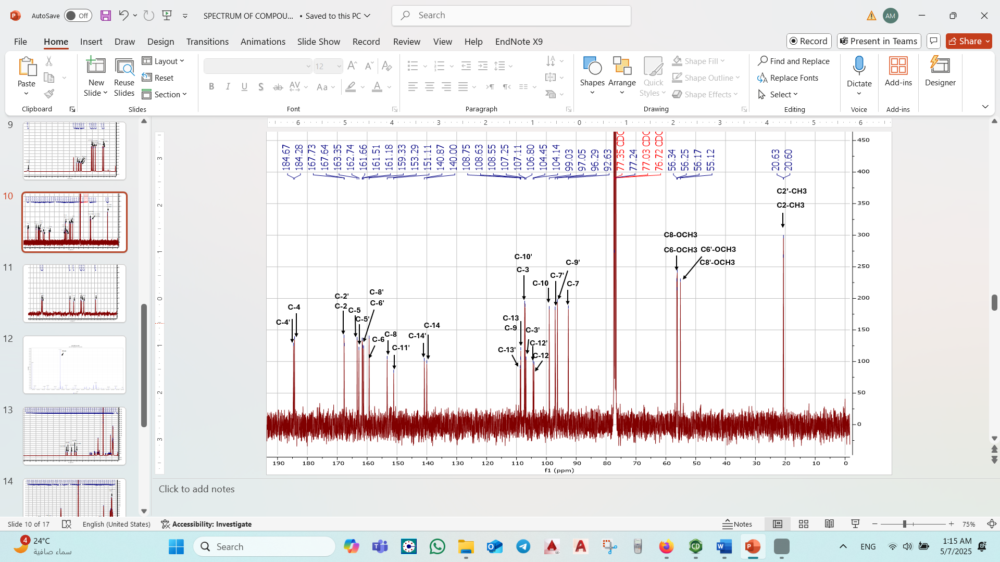 AutoSave Off SPECTRUM OF COMPOU... • Saved to this PC Search AM
File Home Insert Draw Design Transitions Animations Slide Show Record Review View Help EndNote X9 Record Present in Teams Share
Paste New Slide Reuse Slides Layout Reset Section 12 Shapes Arrange Quick Styles Shape Fill Shape Outline Shape Effects Find and Replace Replace Fonts Select Dictate Add-ins Designer
Clipboard Slides Font Paragraph Drawing Editing Voice Add-ins
9
10
11
12
13
14
6 5 4 3 2 1 0 1 2 3 4 5 6
3 2 1 0 1 2 3
184.67 184.28 167.73 167.64 163.35 162.74 161.66 161.51 161.18 159.33 153.29 151.11 140.87 140.00 108.75 108.63 108.55 107.25 107.11 106.80 104.45 104.14 99.03 97.05 96.29 92.63 77.35 CDC 77.24 77.03 CDC 76.72 CDC 56.34 56.25 56.17 55.12 20.63 20.60
C2'-CH3
C2-CH3
C8-OCH3
C6-OCH3 C6'-OCH3
C8'-OCH3
C-10'
C-3
C-9'
C-7'
C-10 C-7
C-8'
C-2'
C-6'
C-2
C-4 C-5
C-5'
C-4'
C-14
C-14'
C-8
C-6
C-11'
C-13
C-9
C-3'
C-12'
C-13'
C-12
450
400
350
300
250
200
150
100
50
0
190 180 170 160 150 140 130 120 110 100 90 80 70 60 50 40 30 20 10 0
f1 (ppm)
Click to add notes
Slide 10 of 17 English (United States) Accessibility: Investigate Notes 75%
4 24°C
سماء صافية
Search
ENG
1:15 AM
5/7/2025